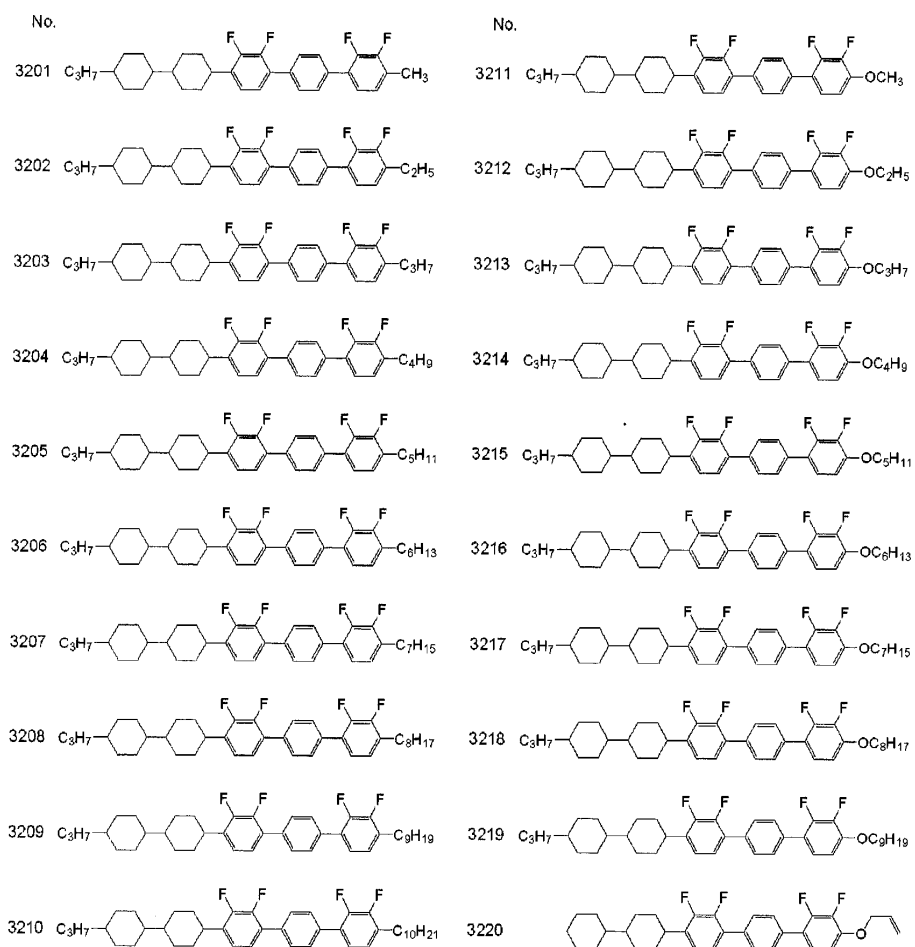 No.
F F F F
3201 C3H7 CH3
F F F F
3202 C3H7 C2H5
F F F F
3203 C3H7 C3H7
F F F F
3204 C3H7 C4H9
F F F F
3205 C3H7 C5H11
F F F F
3206 C3H7 C6H13
F F F F
3207 C3H7 C7H15
F F F F
3208 C3H7 C8H17
F F F F
3209 C3H7 C9H19
F F F F
3210 C3H7 C10H21
No.
F F F F
3211 C3H7 OCH3
F F F F
3212 C3H7 OC2H5
F F F F
3213 C3H7 OC3H7
F F F F
3214 C3H7 OC4H9
F F F F
3215 C3H7 OC5H11
F F F F
3216 C3H7 OC6H13
F F F F
3217 C3H7 OC7H15
F F F F
3218 C3H7 OC8H17
F F F F
3219 C3H7 OC9H19
F F F F
3220 O